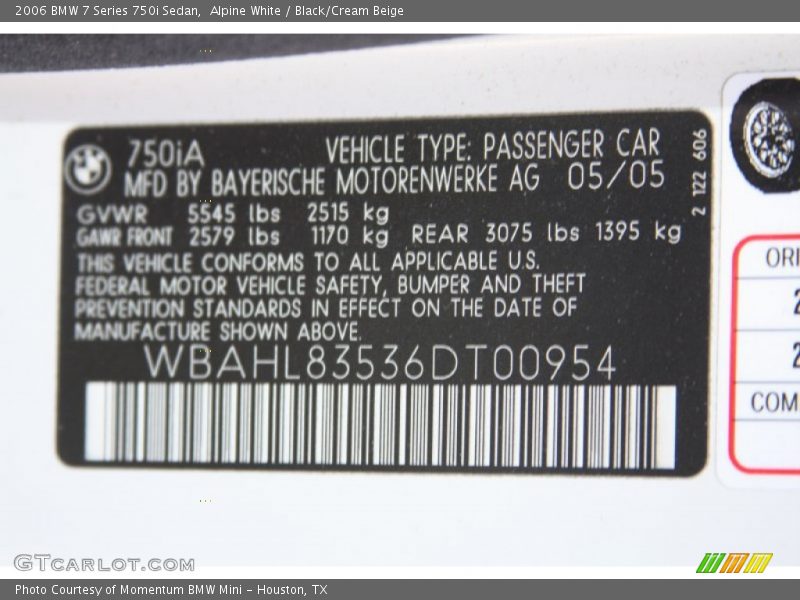 2006 BMW 7 Series 750i Sedan,  Alpine White / Black/Cream Beige
750iA VEHICLE TYPE: PASSENGER CAR
MFD BY BAYERISCHE MOTORENWERKE AG 05/05
GVWR 5545 lbs 2515 kg
GAWR FRONT 2579 lbs 1170 kg REAR 3075 lbs 1395 kg
THIS VEHICLE CONFORMS TO ALL APPLICABLE U.S.
FEDERAL MOTOR VEHICLE SAFETY, BUMPER AND THEFT
PREVENTION STANDARDS IN EFFECT ON THE DATE OF
MANUFACTURE SHOWN ABOVE.
WBAHL83536DT00954
2 122 606
ORI
2
2
COM
GTCARLOT.COM
Photo Courtesy of Momentum BMW Mini - Houston, TX